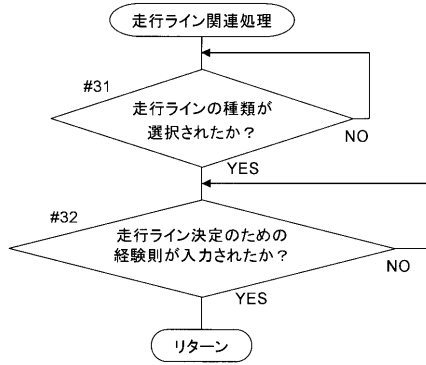 走行ライン関連処理
#31
走行ラインの種類が
選択されたか？
NO
YES
#32
走行ライン決定のための
経験則が入力されたか？
NO
YES
リターン